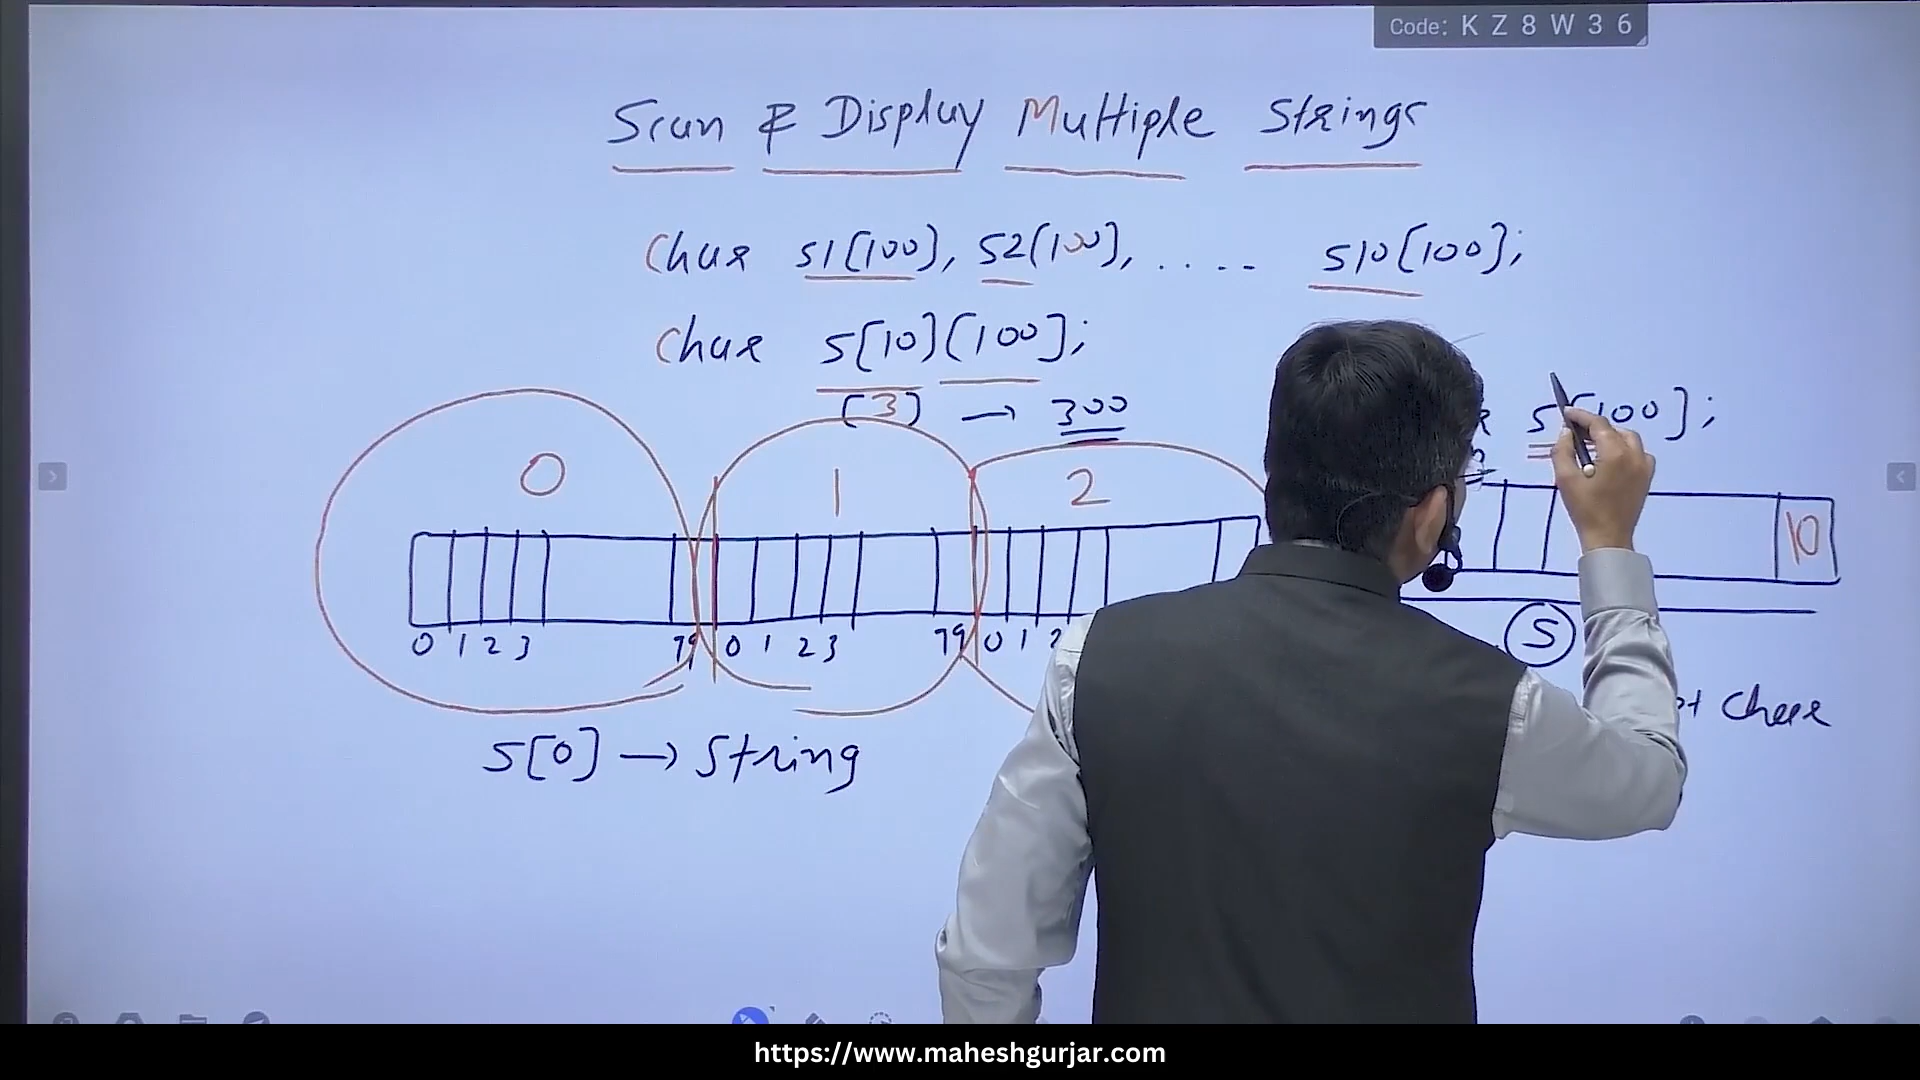 Code: K Z 8 W 3 6
Scan & Display Multiple Strings
Char s1[100], s2[100], .... s10[100];
Char s[10][100];
[3] → 300
s[100];
0 1 2
10
0 1 2 3 79 0 1 2 3 79 0 1 2
S
Char
s[0] → String
https://www.maheshgurjar.com